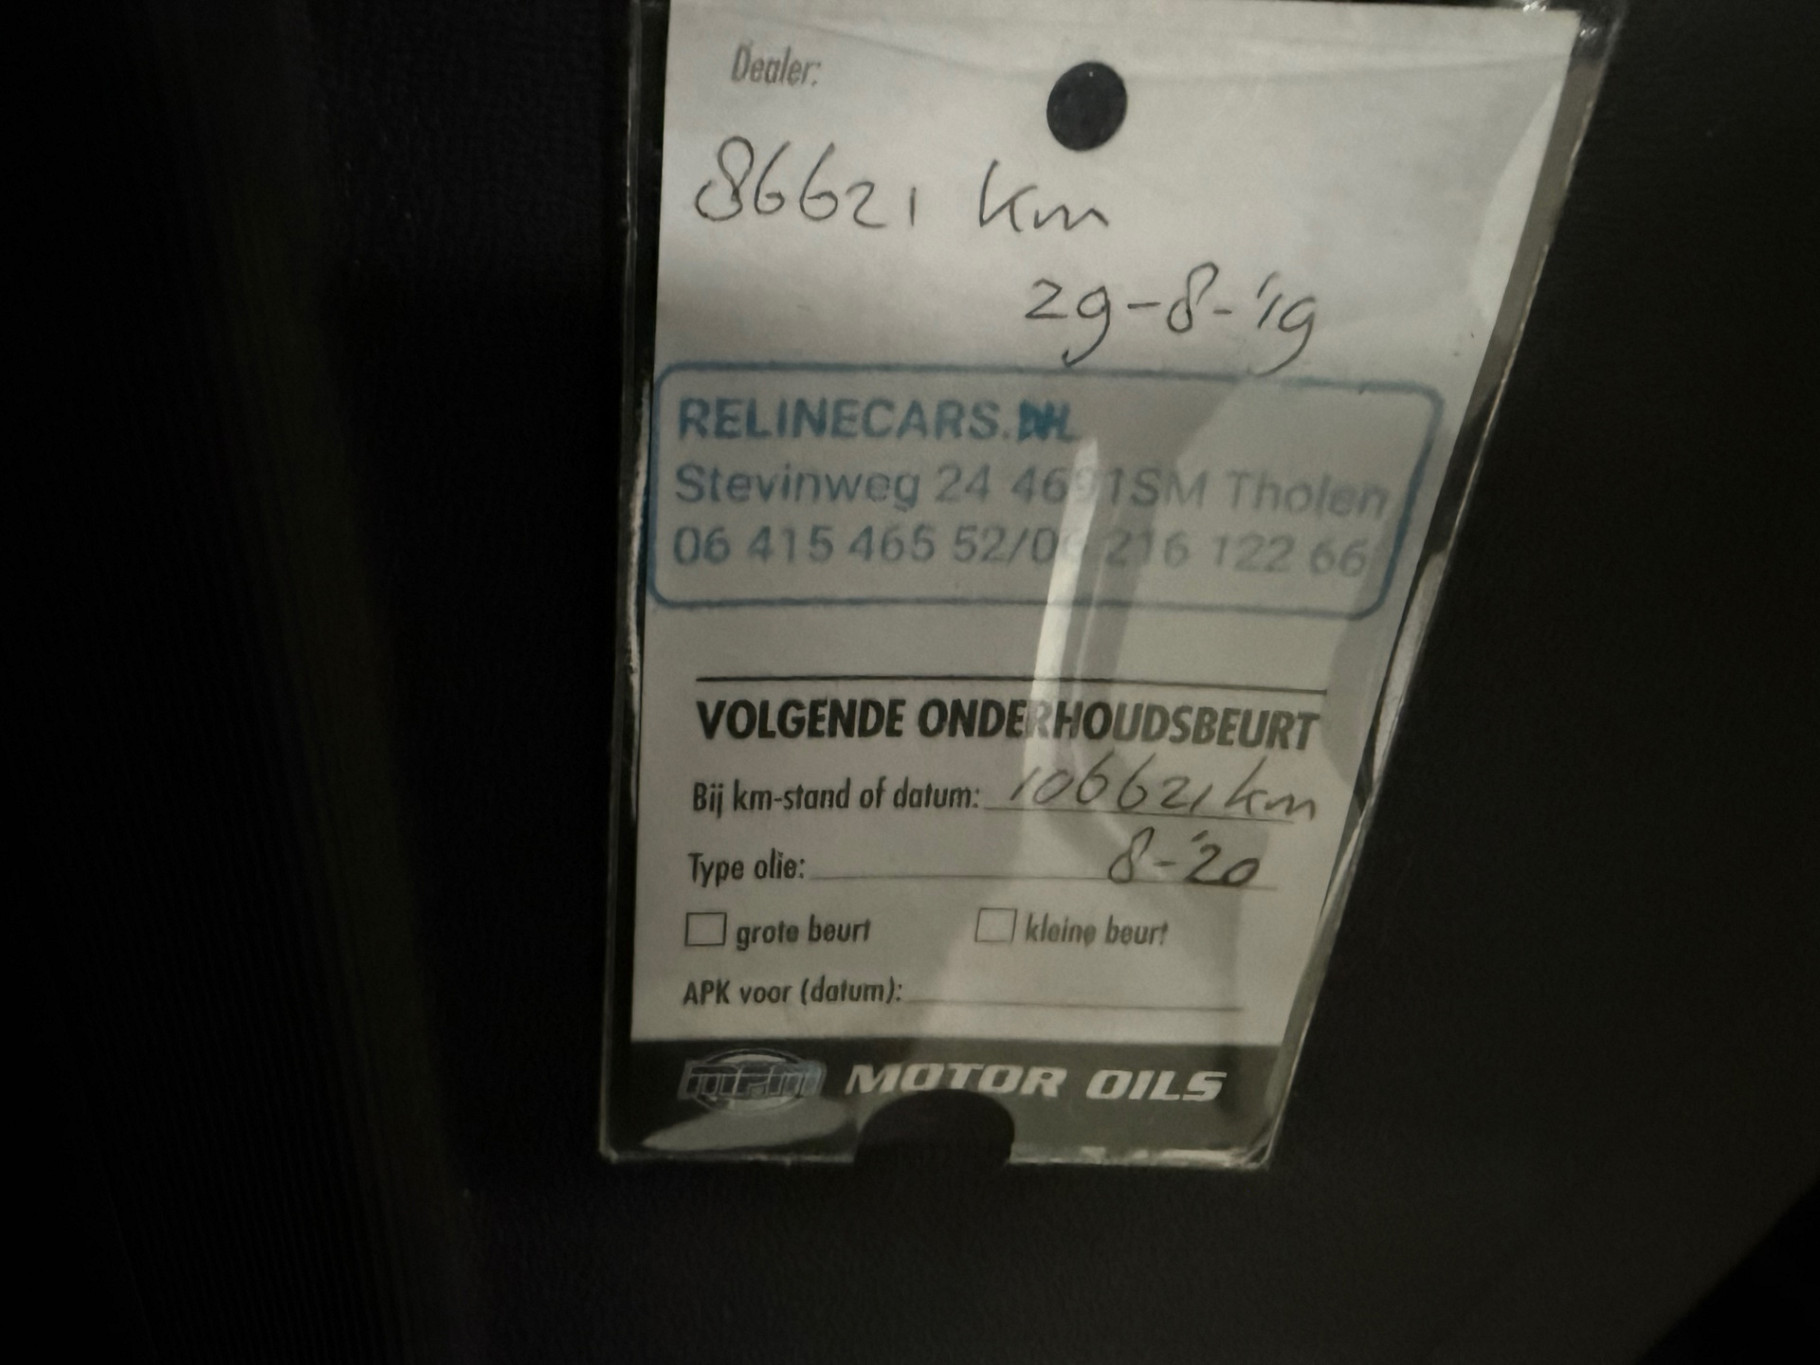 Dealer:
86621 km
29-8-'19
RELINECARS.
Stevinweg 24 4691SM Tholen
06 415 465 52/06 216 122 66
VOLGENDE ONDERHOUDSBEURT
Bij km-stand of datum: 106621 km
Type olie: 8-'20
grote beurt kleine beurt
APK voor (datum):
MPM MOTOR OILS